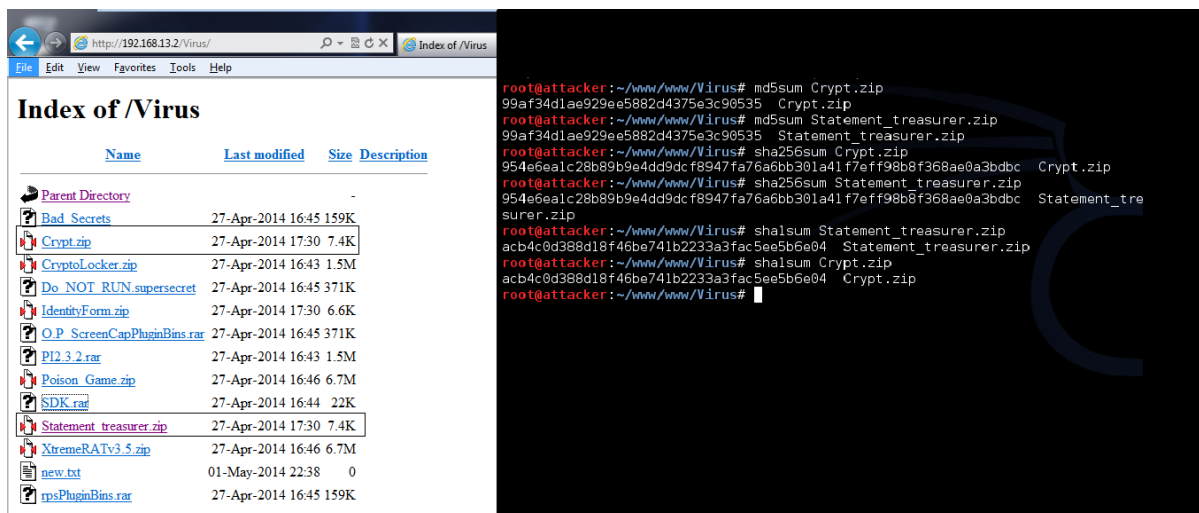 http://192.168.13.2/Virus/
Index of /Virus
File Edit View Favorites Tools Help
Index of /Virus
Name Last modified Size Description
Parent Directory -
Bad_Secrets 27-Apr-2014 16:45 159K
Crypt.zip 27-Apr-2014 17:30 7.4K
CryptoLocker.zip 27-Apr-2014 16:43 1.5M
Do_NOT_RUN.supersecret 27-Apr-2014 16:45 371K
IdentityForm.zip 27-Apr-2014 17:30 6.6K
O.P_ScreenCapPluginBins.rar 27-Apr-2014 16:45 371K
PI2.3.2.rar 27-Apr-2014 16:43 1.5M
Poison_Game.zip 27-Apr-2014 16:46 6.7M
SDK.rar 27-Apr-2014 16:44 22K
Statement_treasurer.zip 27-Apr-2014 17:30 7.4K
XtremeRATv3.5.zip 27-Apr-2014 16:46 6.7M
new.txt 01-May-2014 22:38 0
rpsPluginBins.rar 27-Apr-2014 16:45 159K
root@attacker:~/www/www/Virus# md5sum Crypt.zip
99af34d1ae929ee5882d4375e3c90535 Crypt.zip
root@attacker:~/www/www/Virus# md5sum Statement_treasurer.zip
99af34d1ae929ee5882d4375e3c90535 Statement_treasurer.zip
root@attacker:~/www/www/Virus# sha256sum Crypt.zip
954e6ea1c28b89b9e4dd9dcf8947fa76a6bb301a41f7eff98b8f368ae0a3bdbc Crypt.zip
root@attacker:~/www/www/Virus# sha256sum Statement_treasurer.zip
954e6ea1c28b89b9e4dd9dcf8947fa76a6bb301a41f7eff98b8f368ae0a3bdbc Statement_tre
surer.zip
root@attacker:~/www/www/Virus# sha1sum Statement_treasurer.zip
acb4c0d388d18f46be741b2233a3fac5ee5b6e04 Statement_treasurer.zip
root@attacker:~/www/www/Virus# sha1sum Crypt.zip
acb4c0d388d18f46be741b2233a3fac5ee5b6e04 Crypt.zip
root@attacker:~/www/www/Virus#